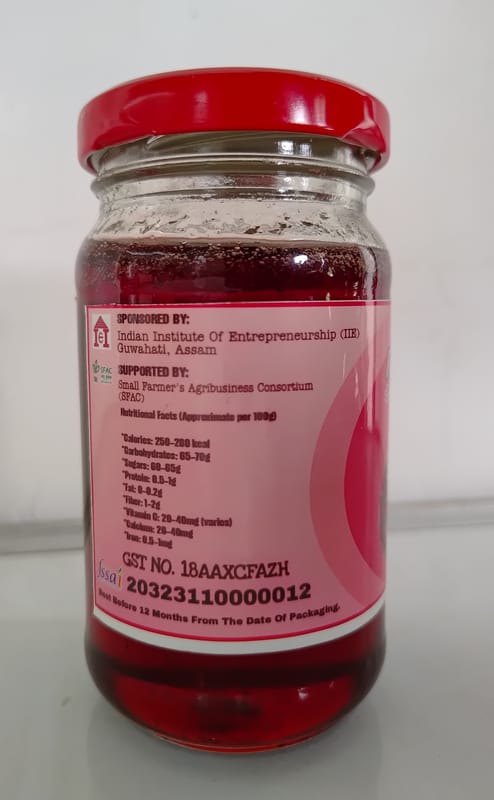 SPONSORED BY:
Indian Institute Of Entrepreneurship (IIE)
Guwahati, Assam
SFAC
SUPPORTED BY:
Small Farmer's Agribusiness Consortium
(SFAC)
Nutritional Facts (Approximate per 100g)
*Calories: 250-280 kcal
*Carbohydrates: 65-70g
*Sugars: 60-65g
*Protein: 0.5-1g
*Fat: 0-0.2g
*Fiber: 1-2g
*Vitamin C: 20-40mg (varies)
*Calcium: 20-40mg
*Iron: 0.5-1mg
GST NO. 18AAXCFAZH
fssai
20323110000012
Best Before 12 Months From The Date Of Packaging.